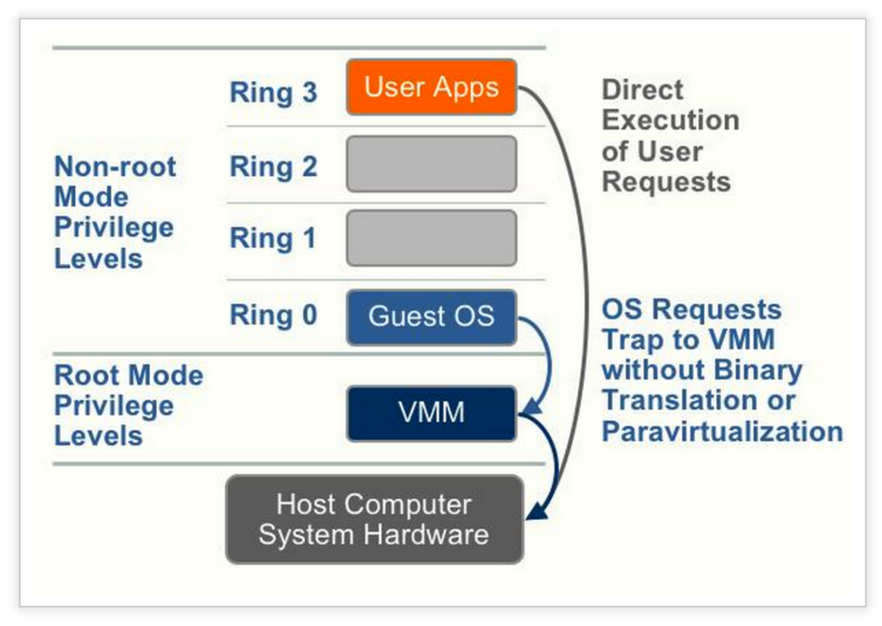 Ring 3
User Apps
Direct
Execution
of User
Requests
Non-root
Mode
Privilege
Levels
Ring 2
Ring 1
Ring 0
Guest OS
OS Requests
Trap to VMM
without Binary
Translation or
Paravirtualization
Root Mode
Privilege
Levels
VMM
Host Computer
System Hardware